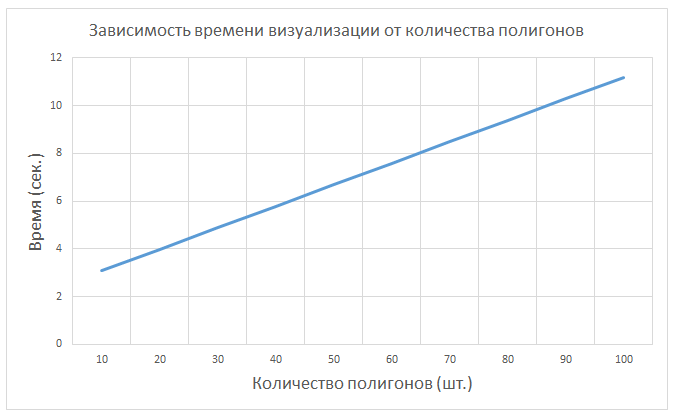 Зависимость времени визуализации от количества полигонов
12
10
8
6
4
2
0
Время (сек.)
10 20 30 40 50 60 70 80 90 100
Количество полигонов (шт.)